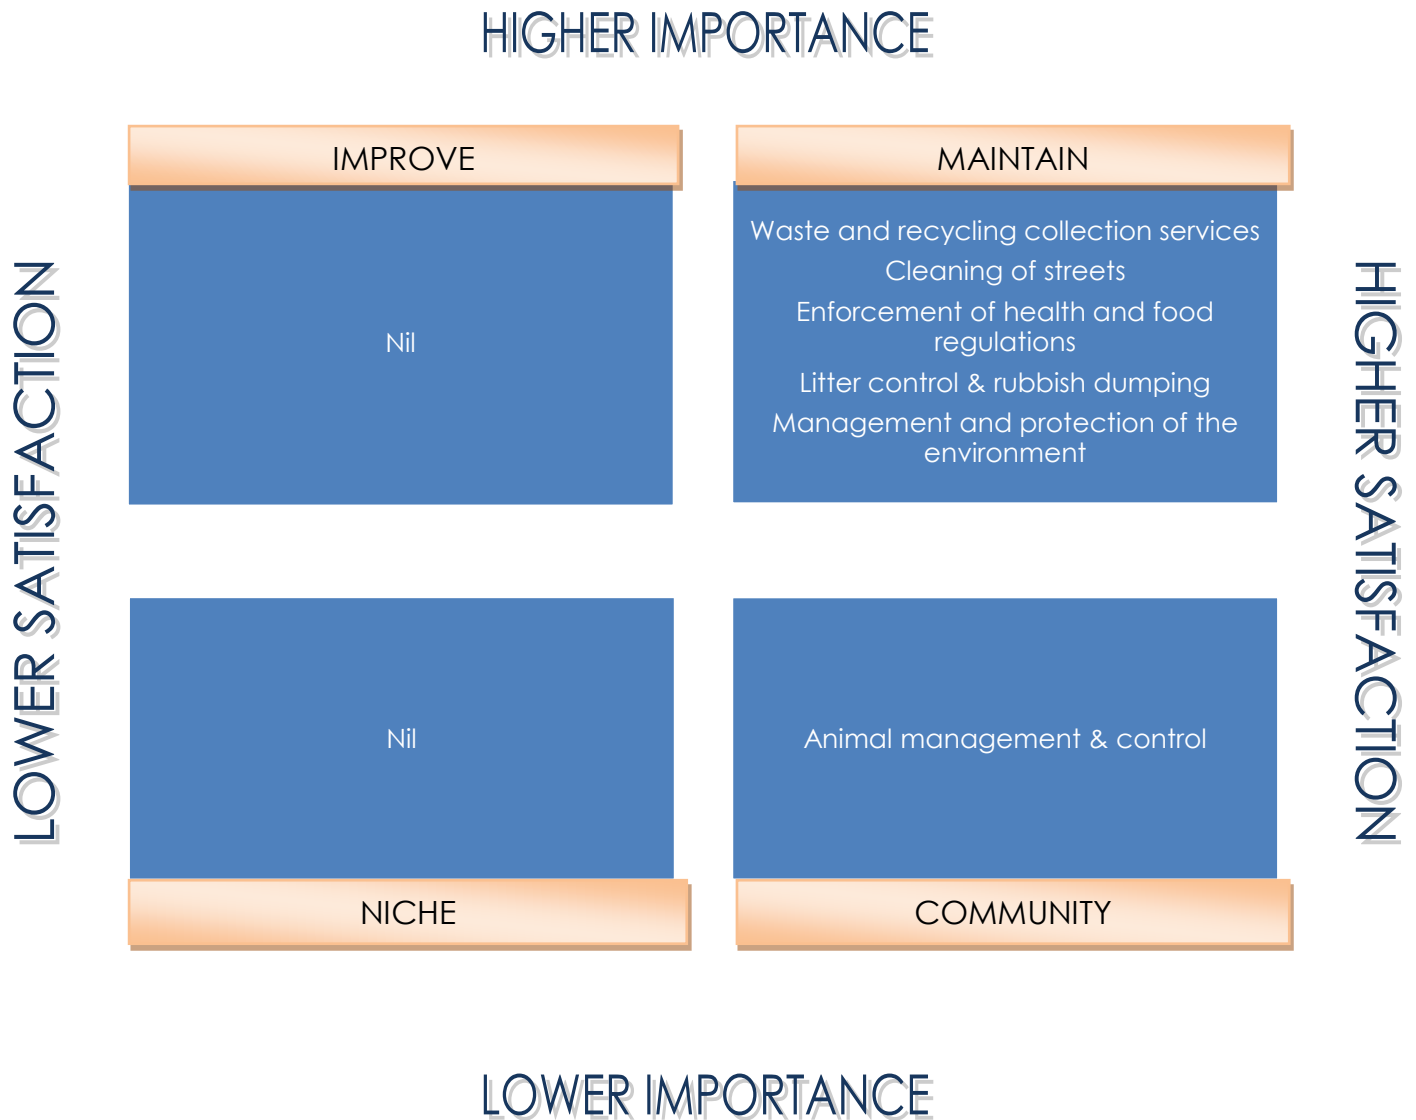 HIGHER IMPORTANCE
IMPROVE
MAINTAIN
LOWER SATISFACTION
Nil
Waste and recycling collection services
Cleaning of streets
Enforcement of health and food
regulations
Litter control & rubbish dumping
Management and protection of the
environment
HIGHER SATISFACTION
Nil
Animal management & control
NICHE
COMMUNITY
LOWER IMPORTANCE